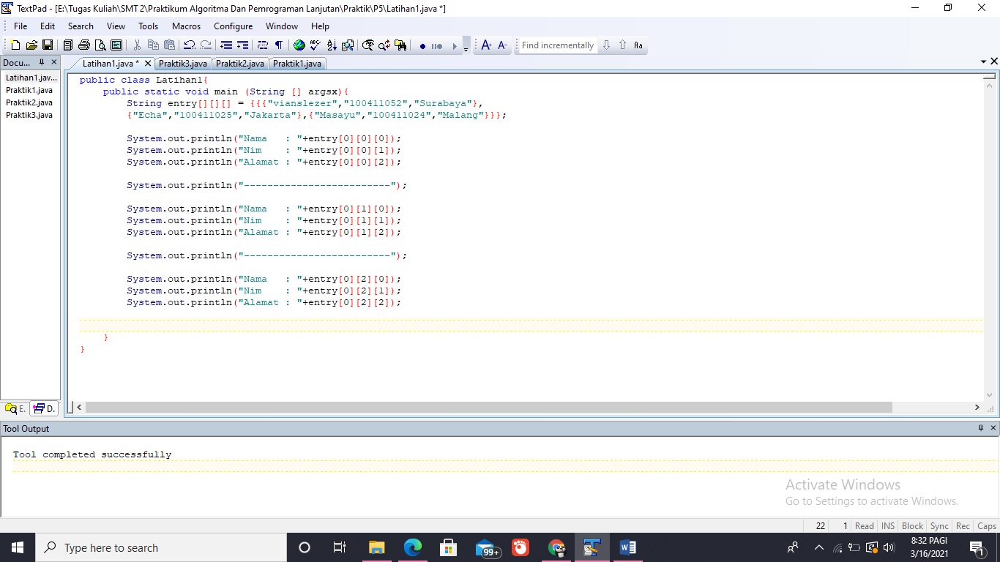 TextPad - [E:\Tugas Kuliah\SMT 2\Praktikum Algoritma Dan Pemrograman Lanjutan\Praktik\P5\Latihan1.java *]
File Edit Search View Tools Macros Configure Window Help
Find incrementally
Docu...
Latihan1.java * Praktik3.java Praktik2.java Praktik1.java
Latihan1.jav...
Praktik1.java
Praktik2.java
Praktik3.java
E. D.
public class Latihan1{
    public static void main (String [] argsx){
        String entry[][][] = {{{"vianslezer","100411052","Surabaya"},
        {"Echa","100411025","Jakarta"},{"Masayu","100411024","Malang"}}};
        System.out.println("Nama   : "+entry[0][0][0]);
        System.out.println("Nim    : "+entry[0][0][1]);
        System.out.println("Alamat : "+entry[0][0][2]);
        System.out.println("-------------------------");
        System.out.println("Nama   : "+entry[0][1][0]);
        System.out.println("Nim    : "+entry[0][1][1]);
        System.out.println("Alamat : "+entry[0][1][2]);
        System.out.println("-------------------------");
        System.out.println("Nama   : "+entry[0][2][0]);
        System.out.println("Nim    : "+entry[0][2][1]);
        System.out.println("Alamat : "+entry[0][2][2]);
    }
}
Tool Output
Tool completed successfully
Activate Windows
Go to Settings to activate Windows.
22 1 Read INS Block Sync Rec Caps
Type here to search
99+
8:32 PAGI
3/16/2021
1